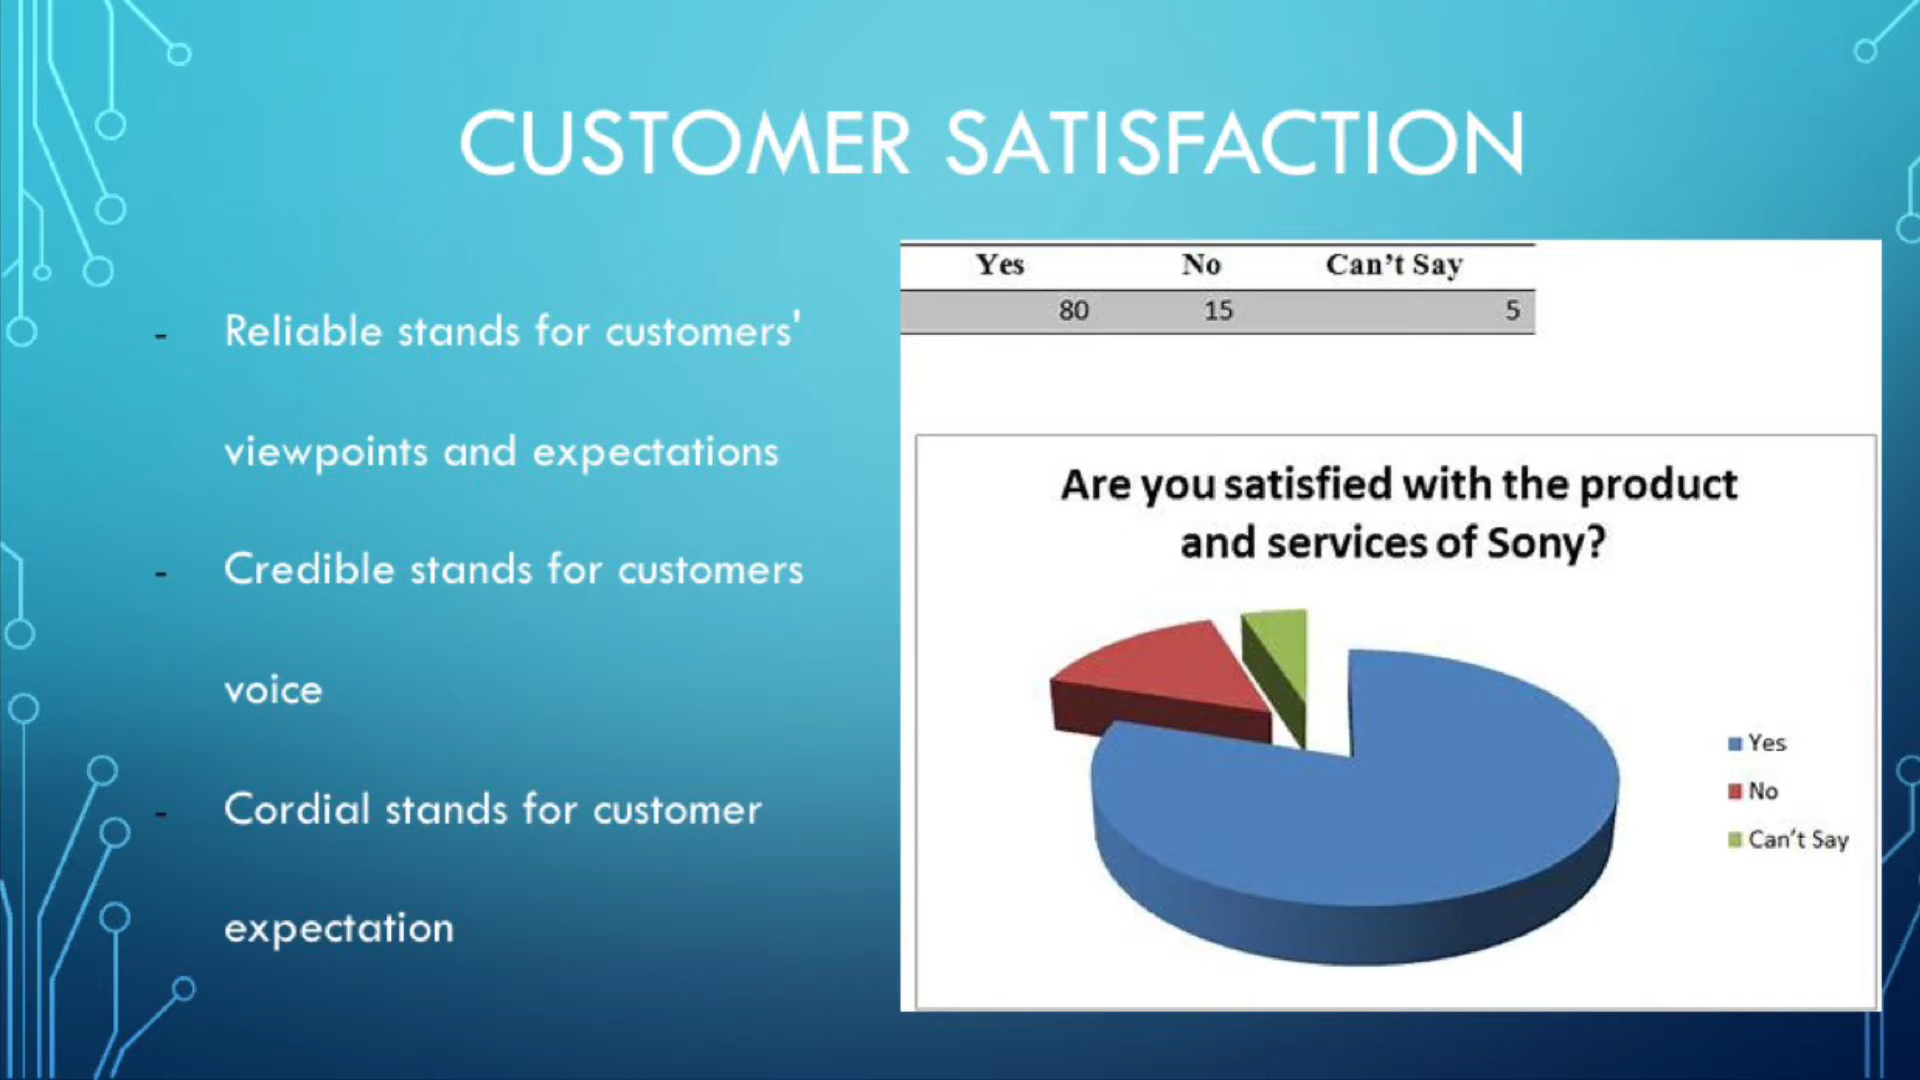 CUSTOMER SATISFACTION
- Reliable stands for customers'
viewpoints and expectations
- Credible stands for customers
voice
- Cordial stands for customer
expectation
Yes No Can't Say
80 15 5
Are you satisfied with the product
and services of Sony?
Yes
No
Can't Say